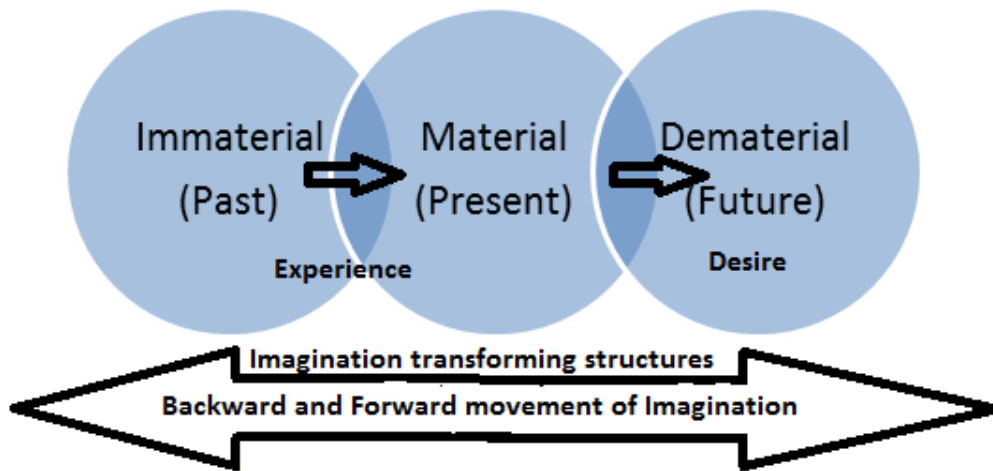 Immaterial
(Past)
Material
(Present)
Dematerial
(Future)
Experience
Desire
Imagination transforming structures
Backward and Forward movement of Imagination